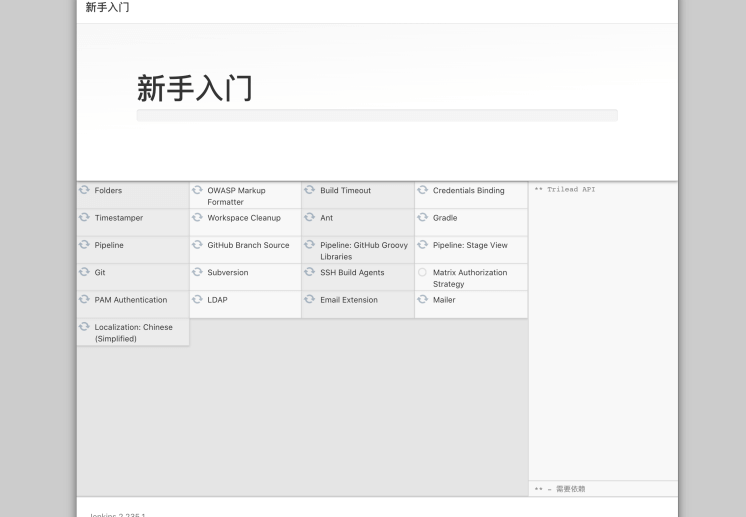 新手入门
新手入门
Folders
OWASP Markup
Formatter
Build Timeout
Credentials Binding
** Trilead API
Timestamper
Workspace Cleanup
Ant
Gradle
Pipeline
GitHub Branch Source
Pipeline: GitHub Groovy
Libraries
Pipeline: Stage View
Git
Subversion
SSH Build Agents
Matrix Authorization
Strategy
PAM Authentication
LDAP
Email Extension
Mailer
Localization: Chinese
(Simplified)
** - 需要依赖
Jenkins 2.235.1